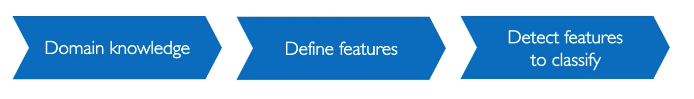 Domain knowledge
Define features
Detect features
to classify